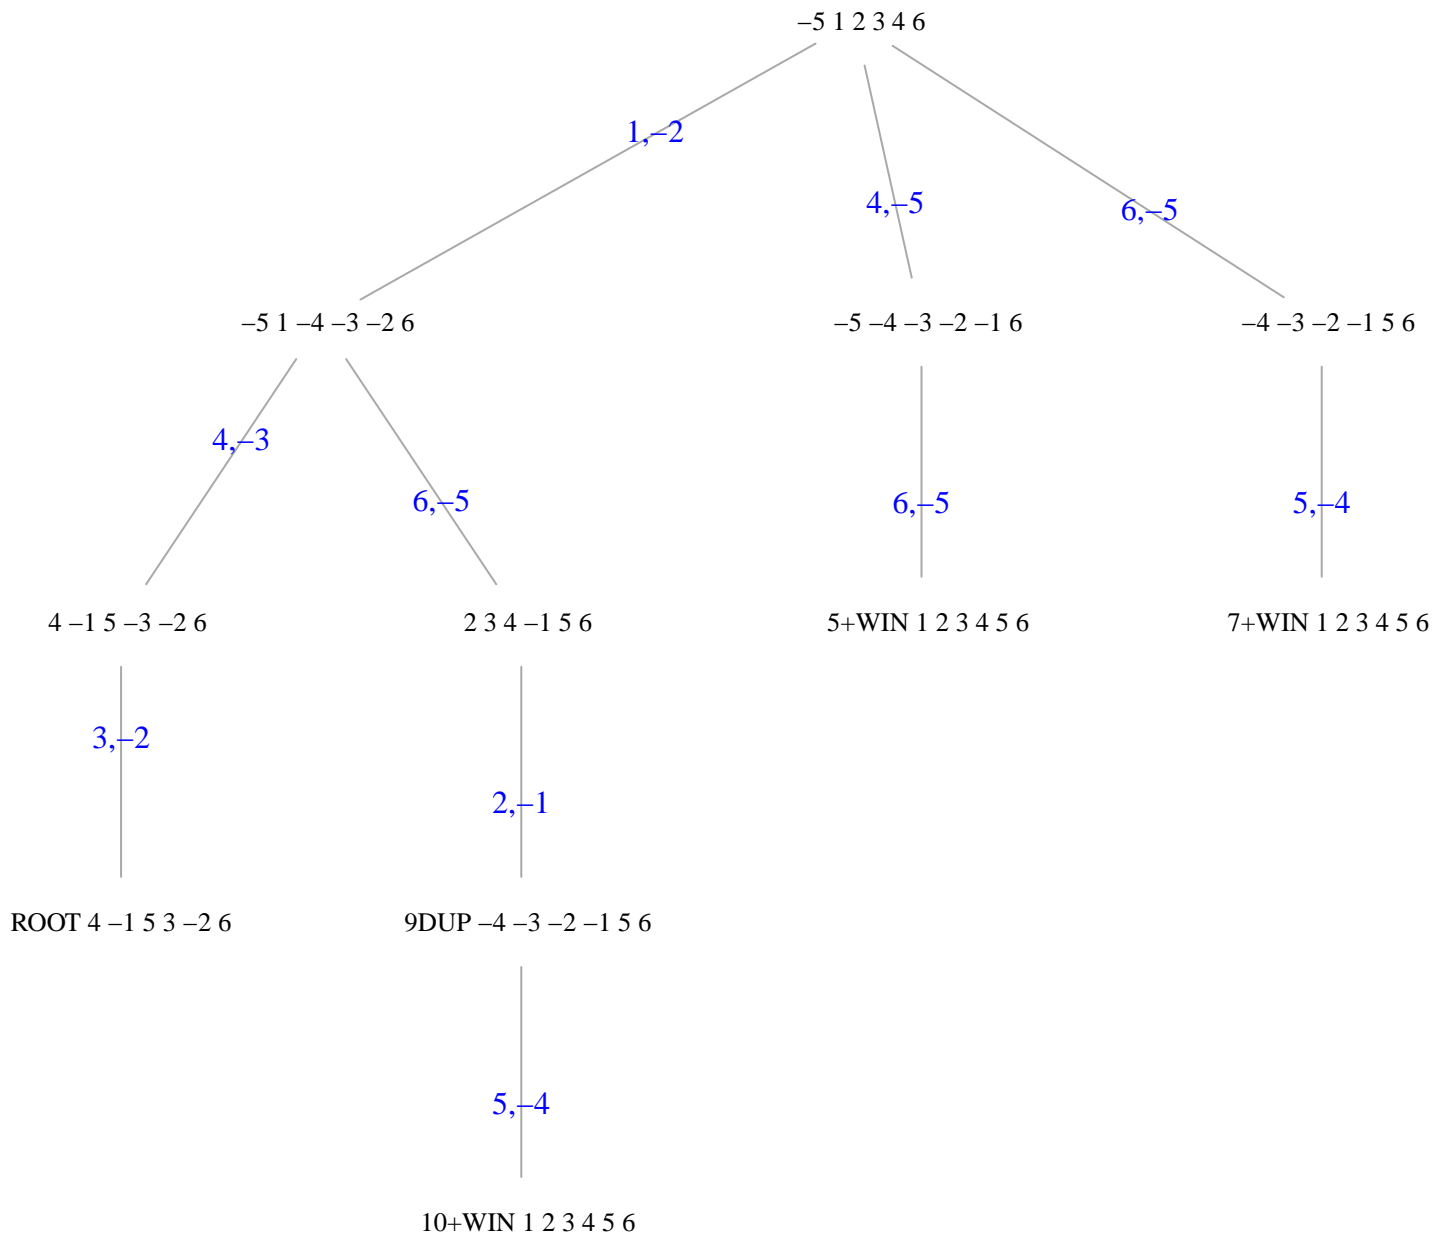 –5 1 2 3 4 6
1,–2
4,–5
6,–5
–5 1 –4 –3 –2 6
–5 –4 –3 –2 –1 6
–4 –3 –2 –1 5 6
4,–3
6,–5
6,–5
5,–4
4 –1 5 –3 –2 6
2 3 4 –1 5 6
5+WIN 1 2 3 4 5 6
7+WIN 1 2 3 4 5 6
3,–2
2,–1
ROOT 4 –1 5 3 –2 6
9DUP –4 –3 –2 –1 5 6
5,–4
10+WIN 1 2 3 4 5 6